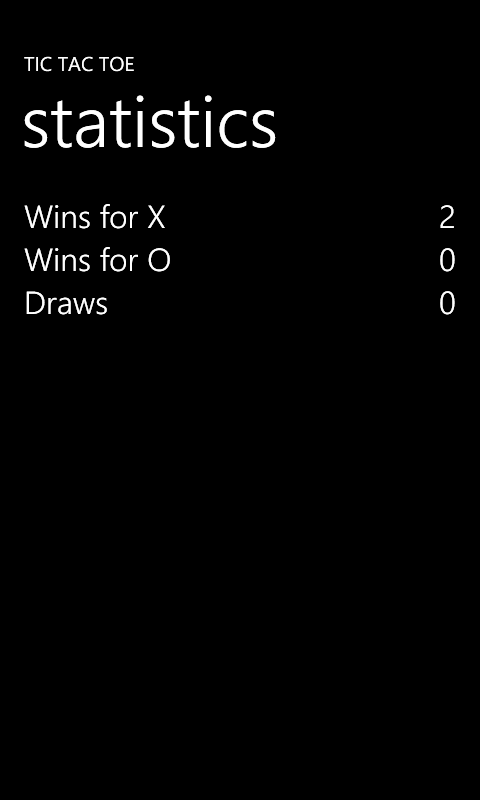 TIC TAC TOE
statistics
Wins for X 2
Wins for O 0
Draws 0